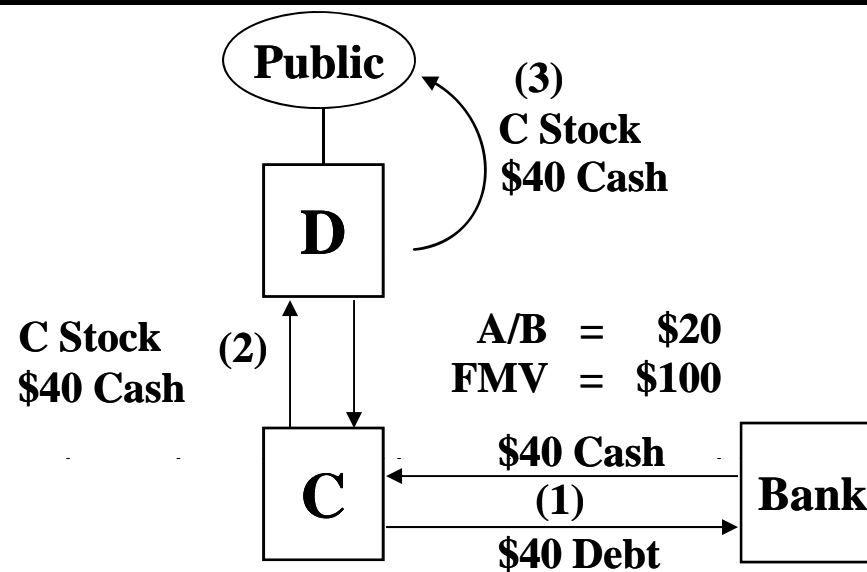 Public
(3)
C Stock
$40 Cash
D
C Stock
$40 Cash
(2)
A/B = $20
FMV = $100
C
$40 Cash
(1)
$40 Debt
Bank